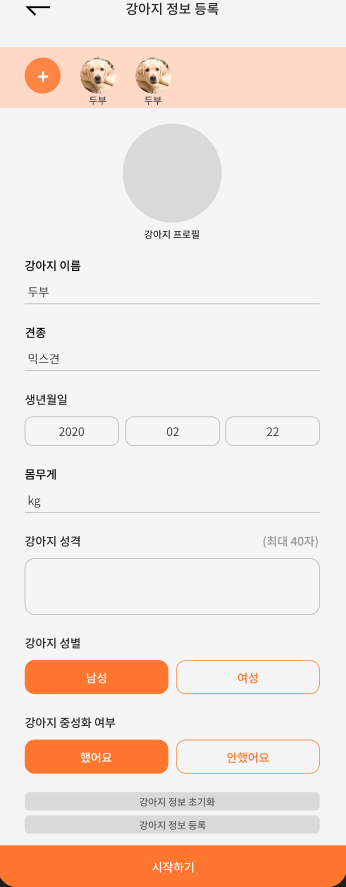 강아지 정보 등록
+
두부 두부
강아지 프로필
강아지 이름
두부
견종
믹스견
생년월일
2020 02 22
몸무게
kg
강아지 성격 (최대 40자)
강아지 성별
남성 여성
강아지 중성화 여부
했어요 안했어요
강아지 정보 초기화
강아지 정보 등록
시작하기